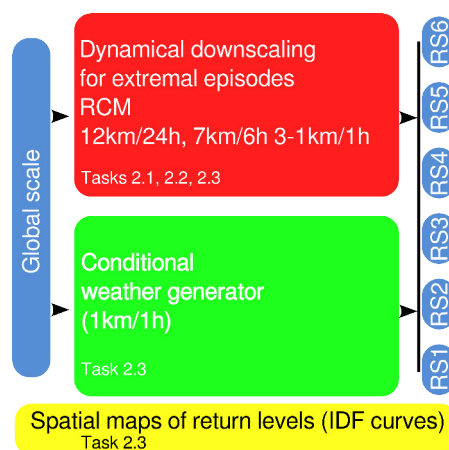 Global scale
Dynamical downscaling
for extremal episodes
RCM
12km/24h, 7km/6h 3-1km/1h
Tasks 2.1, 2.2, 2.3
Conditional
weather generator
(1km/1h)
Task 2.3
RS6
RS5
RS4
RS3
RS2
RS1
Spatial maps of return levels (IDF curves)
Task 2.3